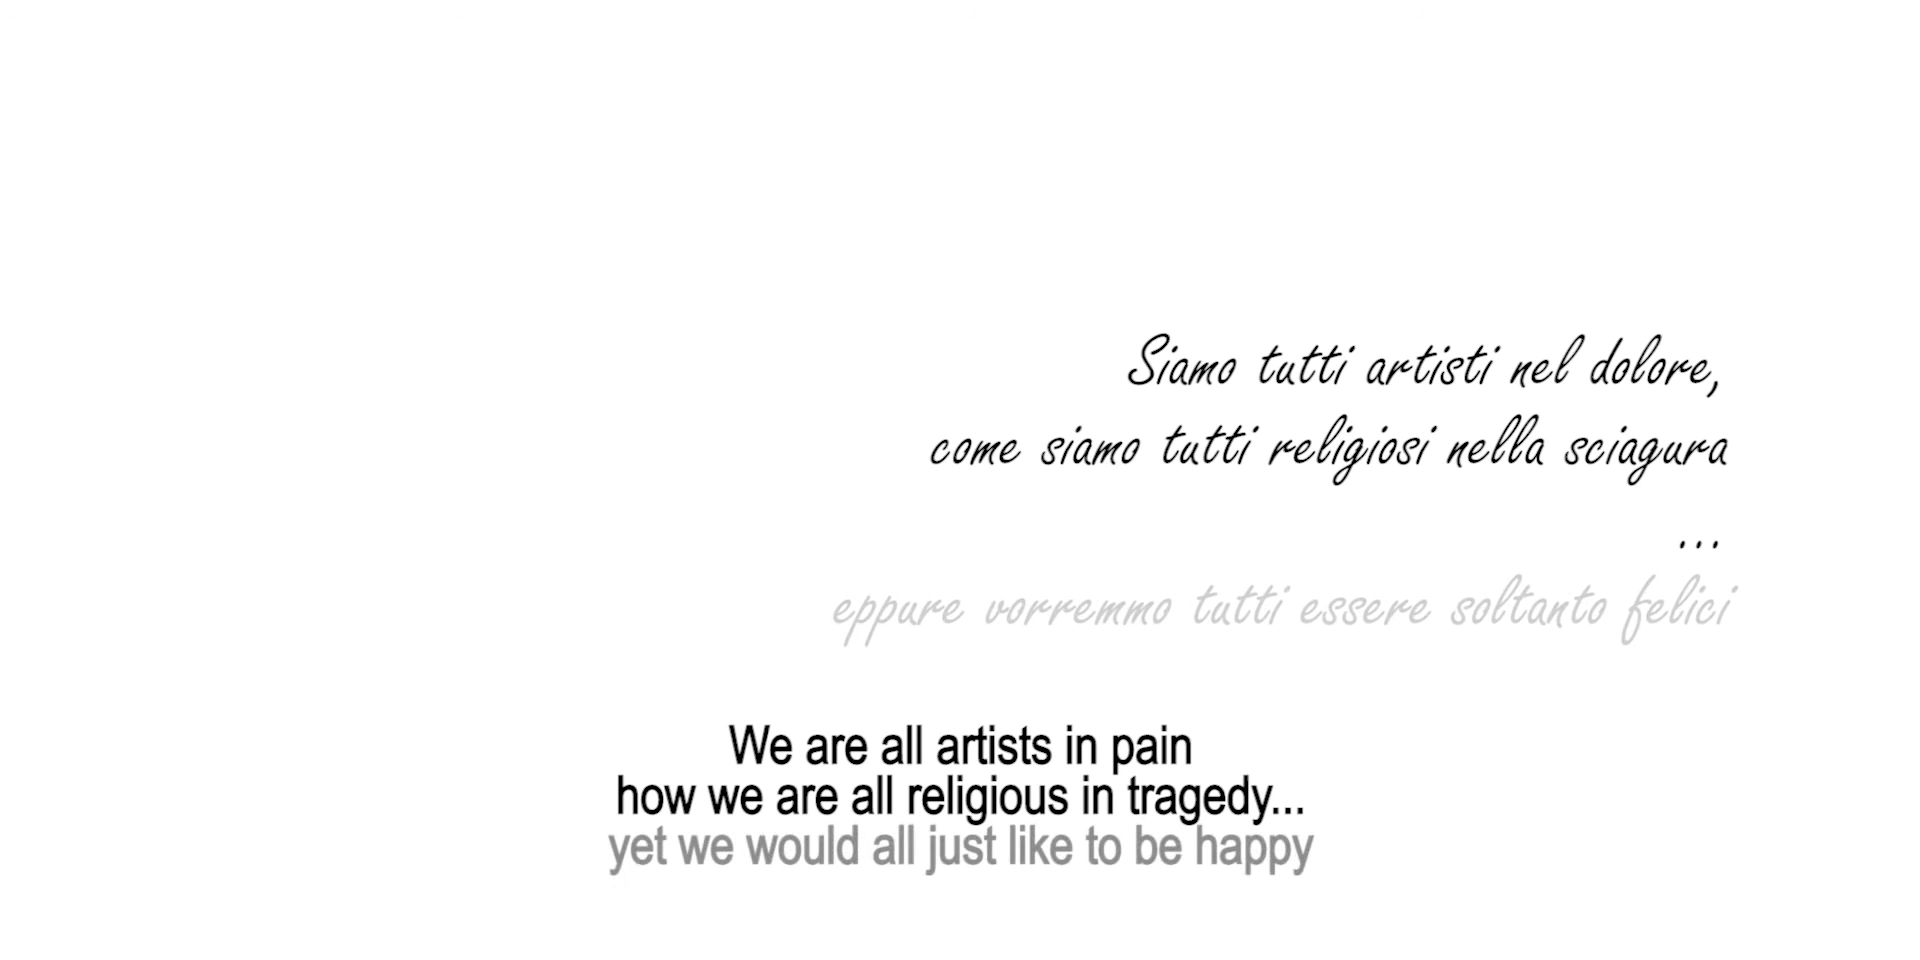 Siamo tutti artisti nel dolore,
come siamo tutti religiosi nella sciagura
...
eppure vorremmo tutti essere soltanto felici
We are all artists in pain
how we are all religious in tragedy...
yet we would all just like to be happy